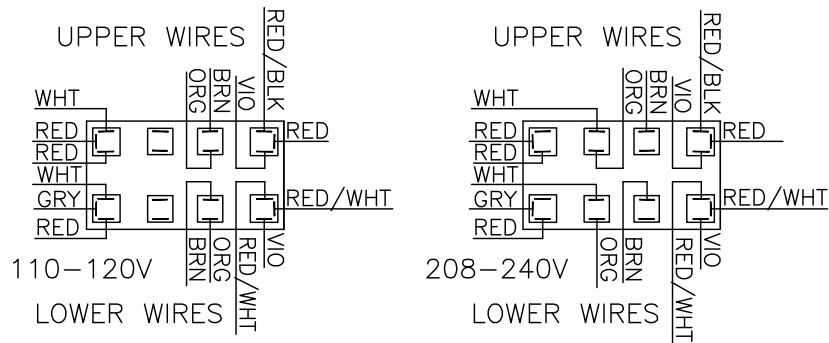 UPPER WIRES
RED/BLK
VIO
BRN
ORG
WHT
RED
RED
RED
WHT
GRY
RED
RED/WHT
BRN
ORG
RED/WHT
VIO
110-120V
LOWER WIRES
UPPER WIRES
RED/BLK
VIO
BRN
ORG
WHT
RED
RED
RED
WHT
GRY
RED
RED/WHT
ORG
BRN
RED/WHT
VIO
208-240V
LOWER WIRES